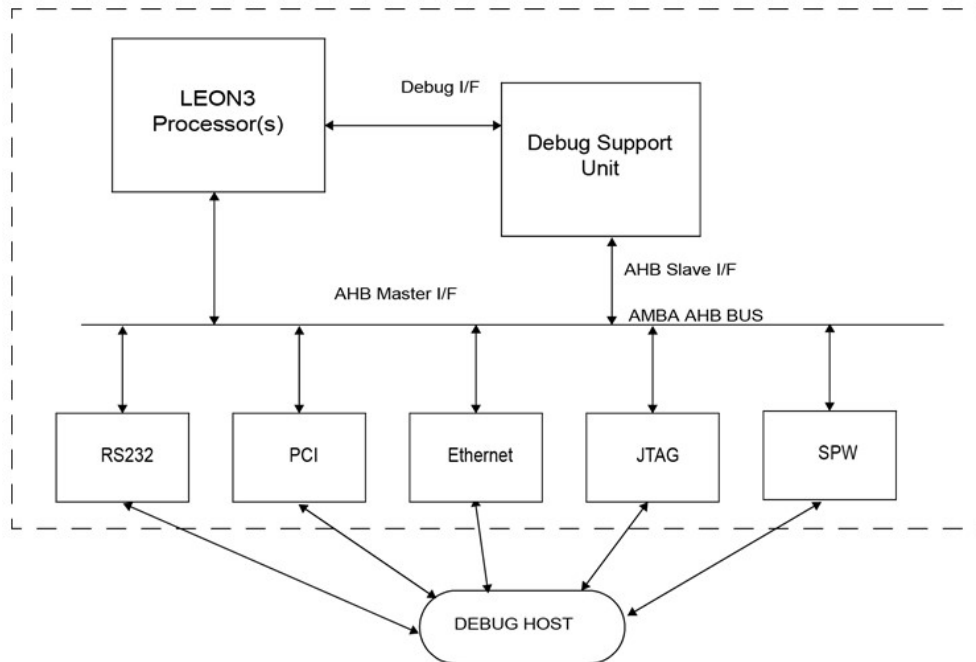 LEON3
Processor(s)
Debug I/F
Debug Support
Unit
AHB Slave I/F
AHB Master I/F
AMBA AHB BUS
RS232
PCI
Ethernet
JTAG
SPW
DEBUG HOST